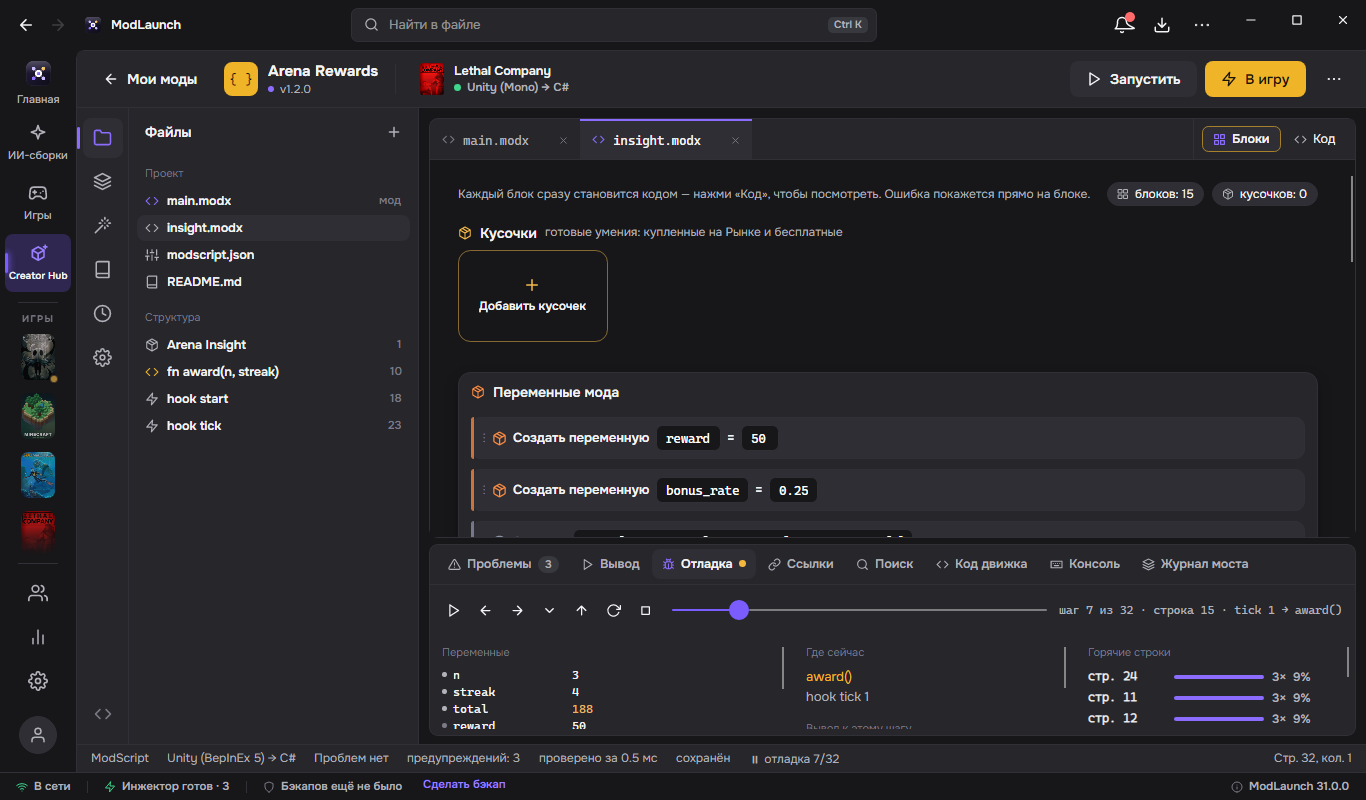 ModLaunch
Найти в файле
Ctrl K
Главная
ИИ-сборки
Игры
Creator Hub
ИГРЫ
MINECRAFT
LETHAL COMPANY
Мои моды
{ }
Arena Rewards
v1.2.0
Lethal Company
Unity (Mono) → C#
Запустить
В игру
Файлы
Проект
main.modx мод
insight.modx
modscript.json
README.md
Структура
Arena Insight 1
fn award(n, streak) 10
hook start 18
hook tick 23
main.modx
insight.modx
Блоки
Код
Каждый блок сразу становится кодом — нажми «Код», чтобы посмотреть. Ошибка покажется прямо на блоке.
блоков: 15
кусочков: 0
Кусочки готовые умения: купленные на Рынке и бесплатные
Добавить кусочек
Переменные мода
Создать переменную reward = 50
Создать переменную bonus_rate = 0.25
Проблемы 3
Вывод
Отладка
Ссылки
Поиск
Код движка
Консоль
Журнал моста
шаг 7 из 32 · строка 15 · tick 1 → award()
Переменные
n 3
streak 4
total 188
reward 50
Где сейчас
award()
hook tick 1
Вывод к этому шагу
Горячие строки
стр. 24 3× 9%
стр. 11 3× 9%
стр. 12 3× 9%
ModScript
Unity (BepInEx 5) → C#
Проблем нет
предупреждений: 3
проверено за 0.5 мс
сохранён
отладка 7/32
Стр. 32, кол. 1
В сети
Инжектор готов · 3
Бэкапов ещё не было
Сделать бэкап
ModLaunch 31.0.0